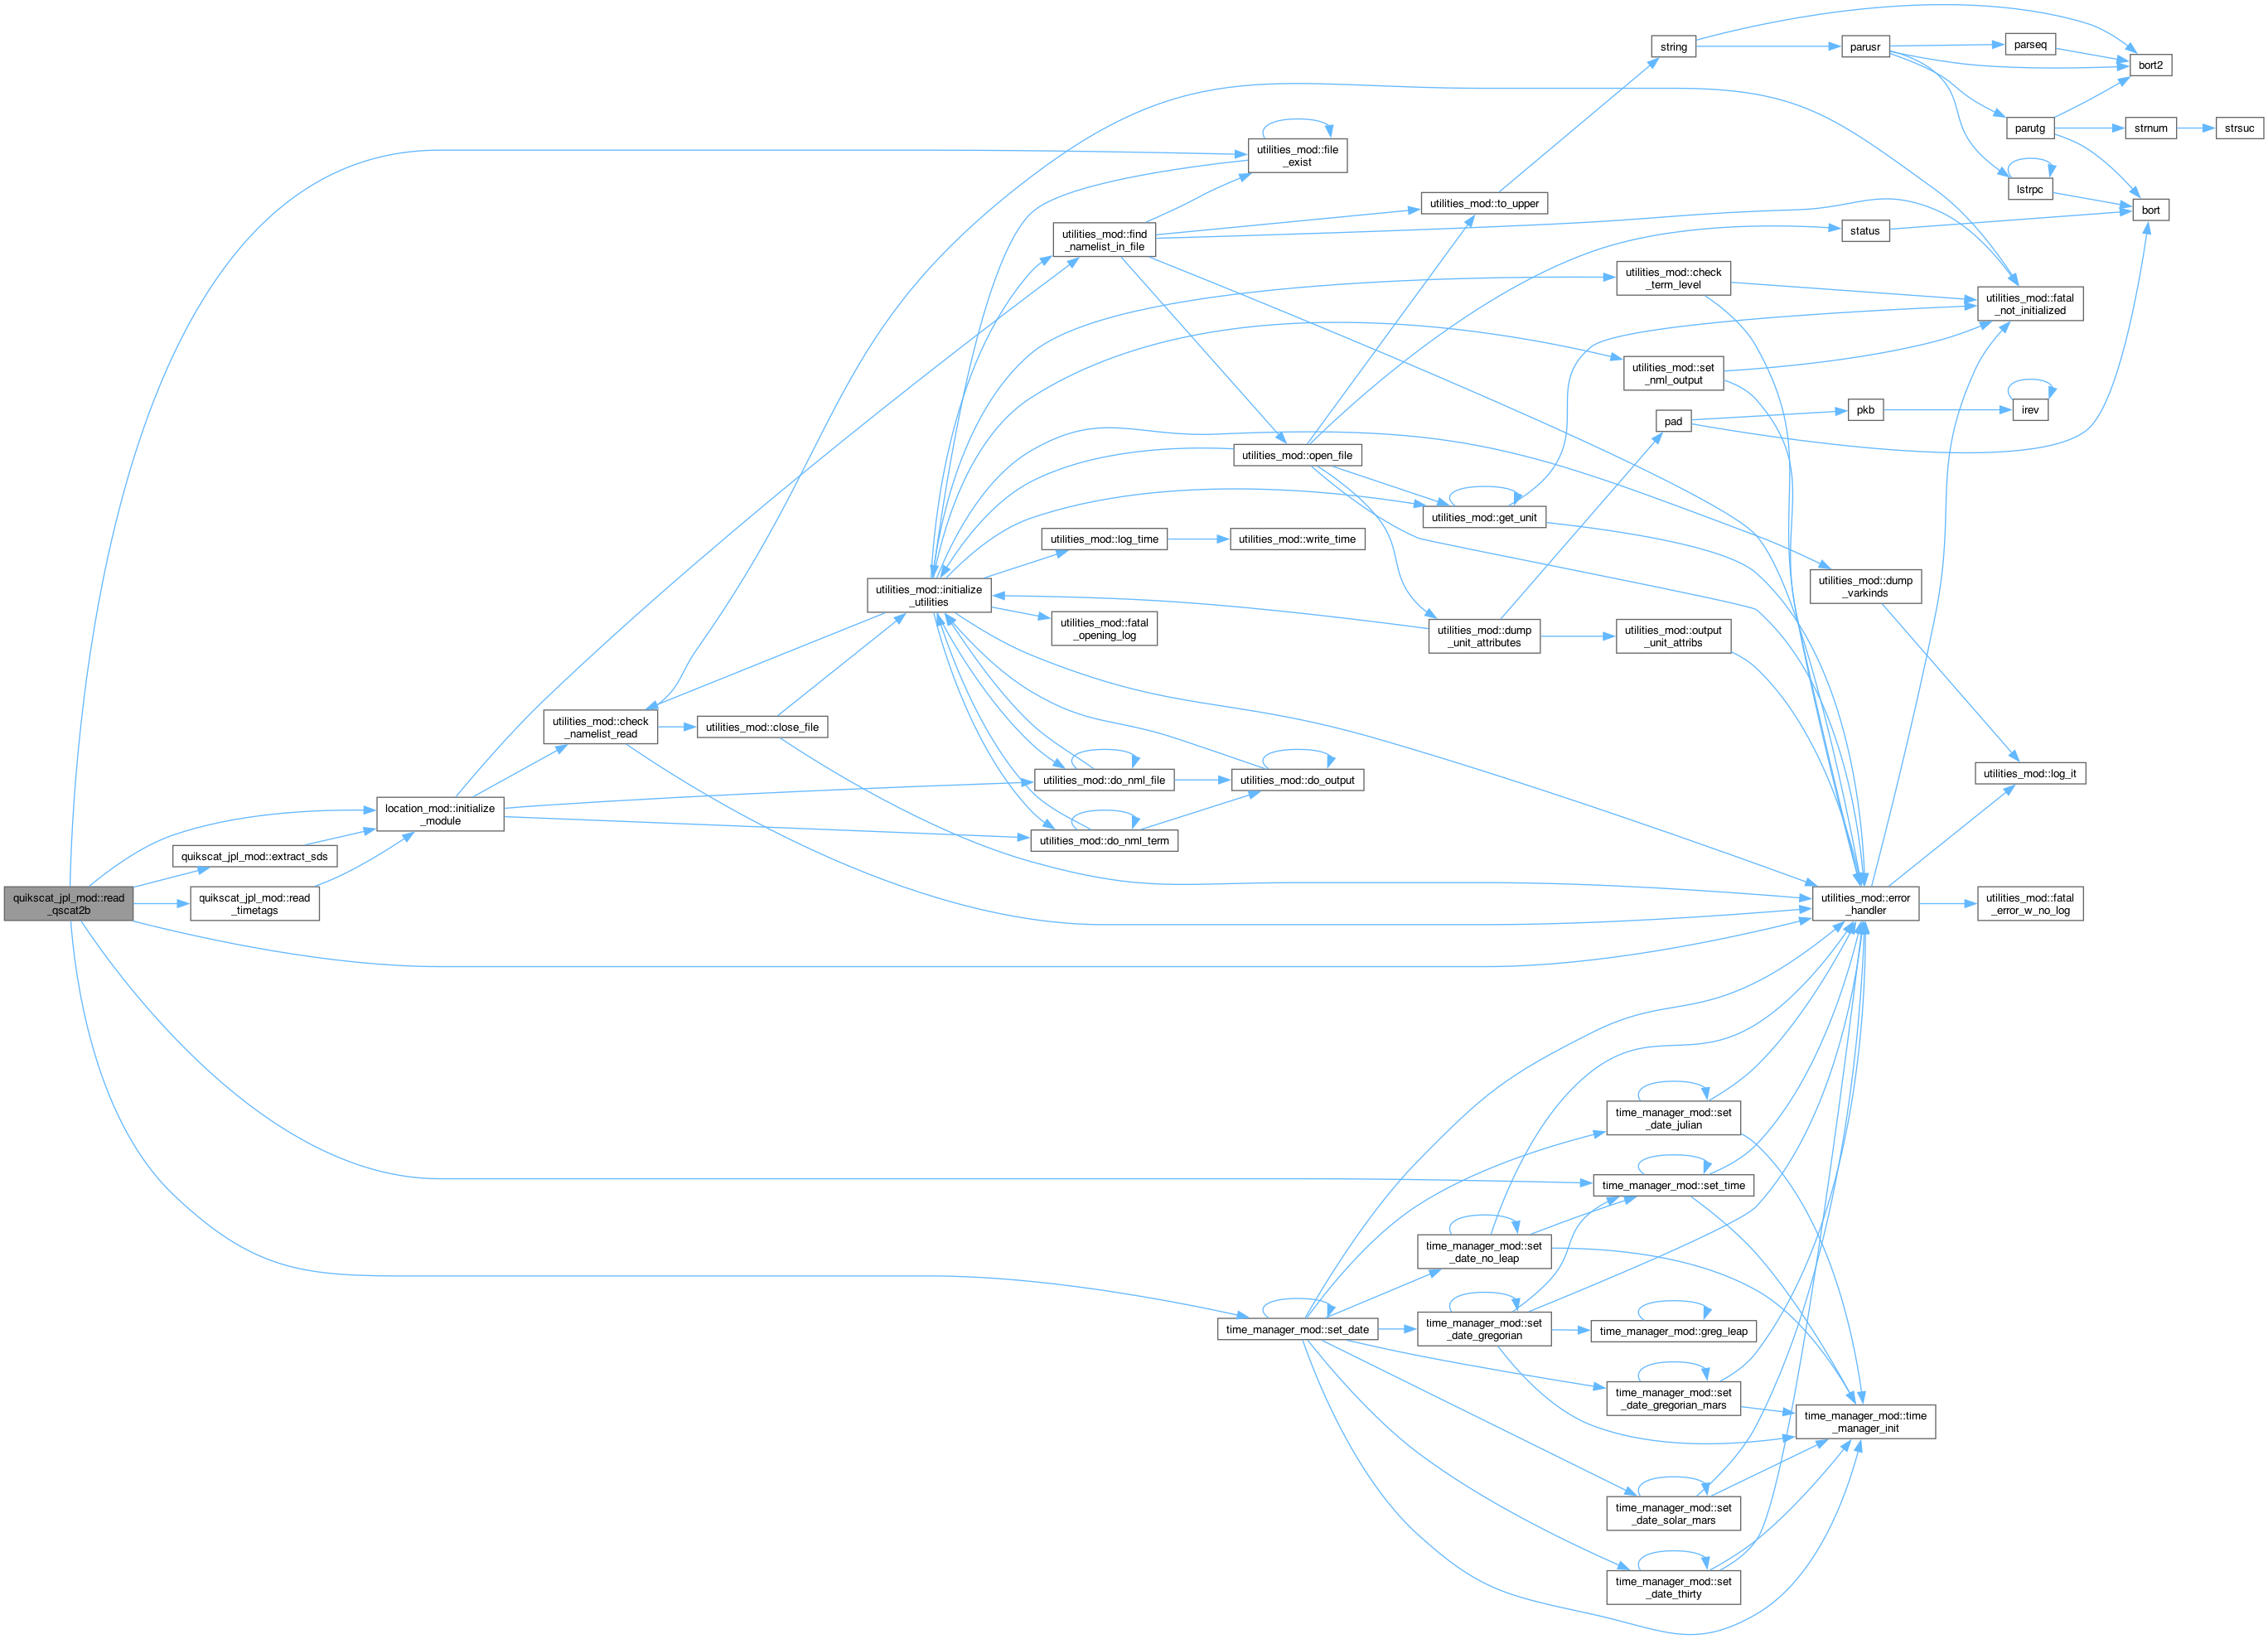 string
parusr
parseq
bort2
parutg
strnum
strsuc
utilities_mod::file
_exist
lstrpc
utilities_mod::to_upper
bort
utilities_mod::find
_namelist_in_file
status
utilities_mod::check
_term_level
utilities_mod::fatal
_not_initialized
utilities_mod::set
_nml_output
pkb
irev
pad
utilities_mod::open_file
utilities_mod::get_unit
utilities_mod::log_time
utilities_mod::write_time
utilities_mod::dump
_varkinds
utilities_mod::initialize
_utilities
utilities_mod::fatal
_opening_log
utilities_mod::dump
_unit_attributes
utilities_mod::output
_unit_attribs
utilities_mod::check
_namelist_read
utilities_mod::close_file
utilities_mod::log_it
utilities_mod::do_nml_file
utilities_mod::do_output
location_mod::initialize
_module
utilities_mod::do_nml_term
quikscat_jpl_mod::extract_sds
quikscat_jpl_mod::read
_qscat2b
quikscat_jpl_mod::read
_timetags
utilities_mod::error
_handler
utilities_mod::fatal
_error_w_no_log
time_manager_mod::set
_date_julian
time_manager_mod::set_time
time_manager_mod::set
_date_no_leap
time_manager_mod::set_date
time_manager_mod::set
_date_gregorian
time_manager_mod::greg_leap
time_manager_mod::set
_date_gregorian_mars
time_manager_mod::time
_manager_init
time_manager_mod::set
_date_solar_mars
time_manager_mod::set
_date_thirty